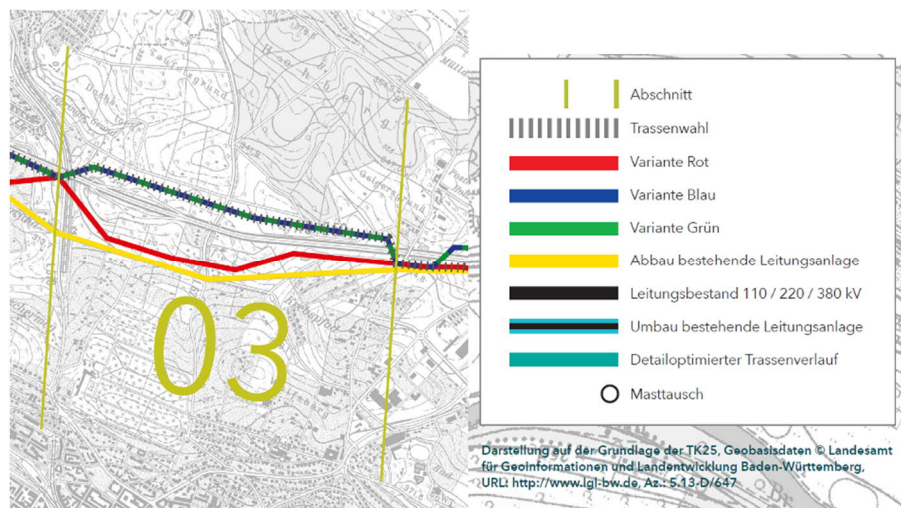 03
Abschnitt
Trassenwahl
Variante Rot
Variante Blau
Variante Grün
Abbau bestehende Leitungsanlage
Leitungsbestand 110 / 220 / 380 kV
Umbau bestehende Leitungsanlage
Detailoptimierter Trassenverlauf
Masttausch
Darstellung auf der Grundlage der TK25, Geobasisdaten © Landesamt
für Geoinformationen und Landentwicklung Baden-Württemberg,
URL: http://www.lgl-bw.de, Az.: 5.13-D/647